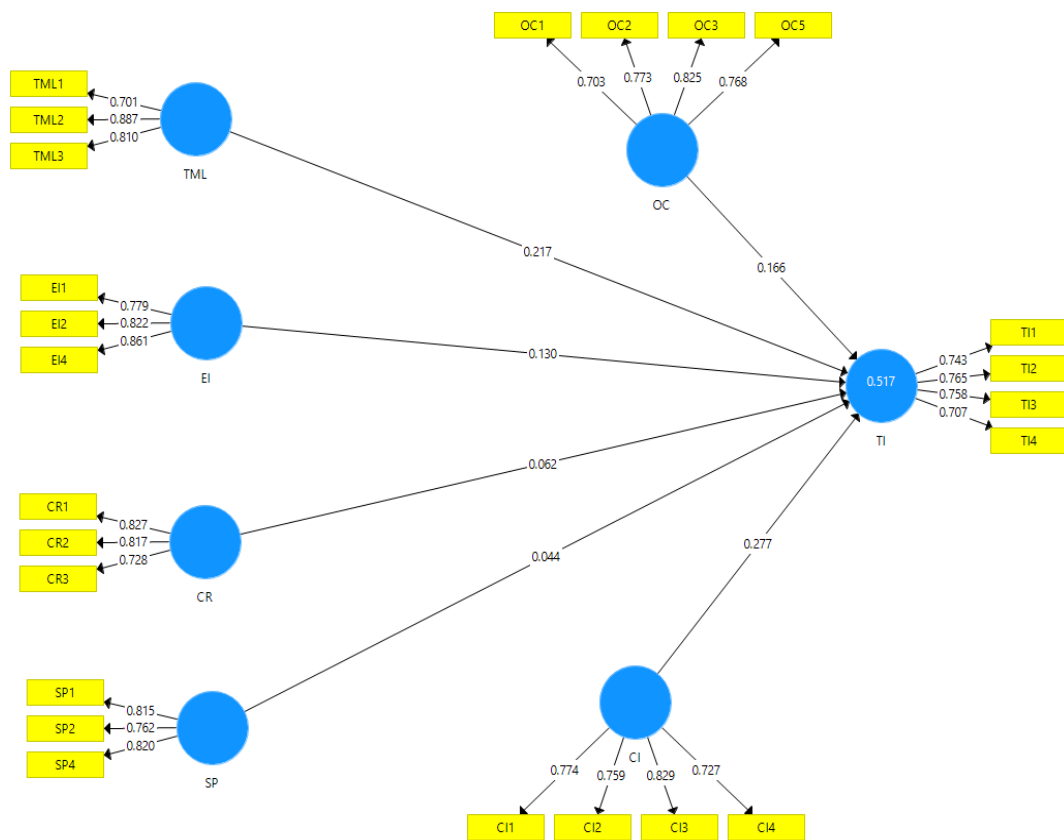 OC1 OC2 OC3 OC5
0.703 0.773 0.825 0.768
OC
TML1
TML2
TML3
0.701
0.887
0.810
TML
0.217
0.166
EI1
EI2
EI4
0.779
0.822
0.861
EI
0.130
TI1
TI2
TI3
TI4
0.743
0.765
0.758
0.707
0.517
TI
CR1
CR2
CR3
0.827
0.817
0.728
CR
0.062
0.044
0.277
SP1
SP2
SP4
0.815
0.762
0.820
SP
CI
0.774 0.759 0.829 0.727
CI1 CI2 CI3 CI4